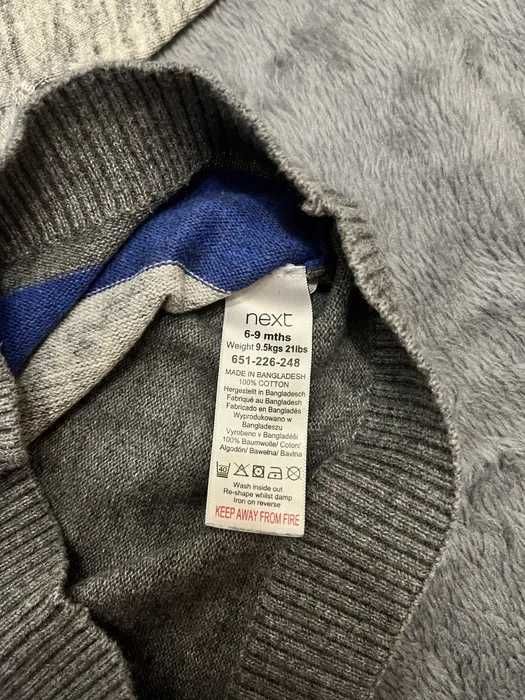 next
6-9 mths
Weight 9.5kgs 21lbs
651-226-248
MADE IN BANGLADESH
100% COTTON
Hergestellt in Bangladesch
Fabriqué au Bangladesh
Fabricado en Bangladés
Wyprodukowano w
Bangladeszu
Vyrobeno v Bangladéši
100% Baumwolle/ Coton/
Algodón/ Bawełna/ Bavlna
40
Wash inside out
Re-shape whilst damp
Iron on reverse
KEEP AWAY FROM FIRE